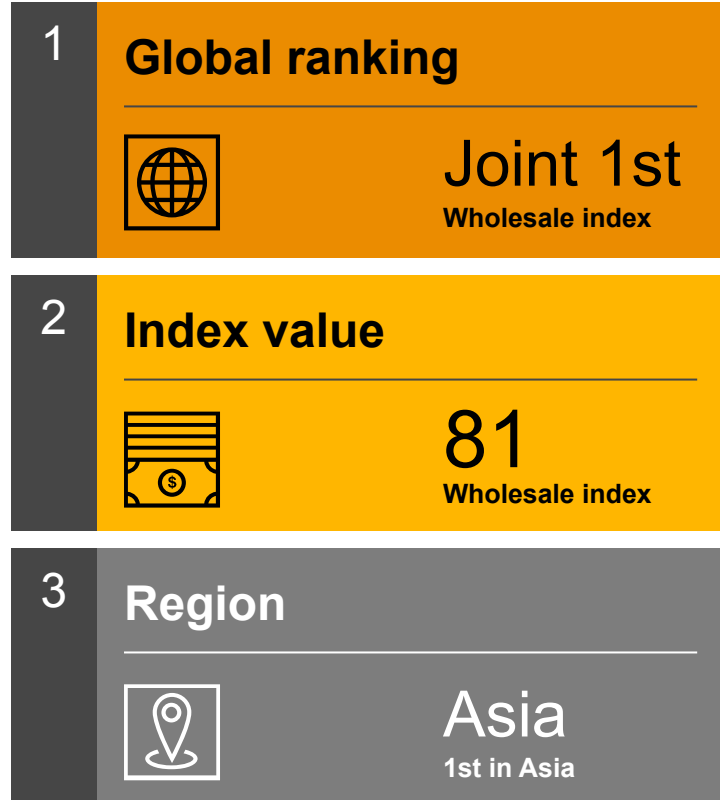 1
Global ranking
Joint 1st
Wholesale index
2
Index value
$
81
Wholesale index
3
Region
Asia
1st in Asia